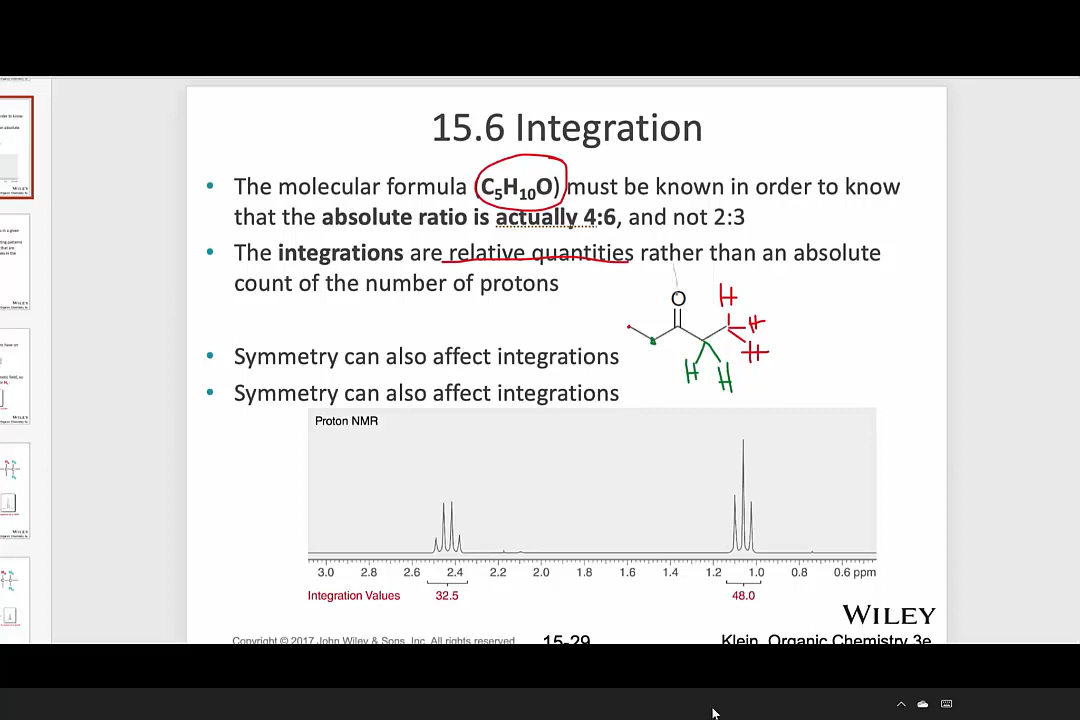 15.6 Integration
• The molecular formula (C₅H₁₀O) must be known in order to know
that the absolute ratio is actually 4:6, and not 2:3
• The integrations are relative quantities rather than an absolute
count of the number of protons
O
H
H
H
H
H
• Symmetry can also affect integrations
• Symmetry can also affect integrations
Proton NMR
3.0 2.8 2.6 2.4 2.2 2.0 1.8 1.6 1.4 1.2 1.0 0.8 0.6 ppm
Integration Values 32.5 48.0
WILEY
Copyright © 2017 John Wiley & Sons, Inc. All rights reserved 15-29 Klein, Organic Chemistry 3e